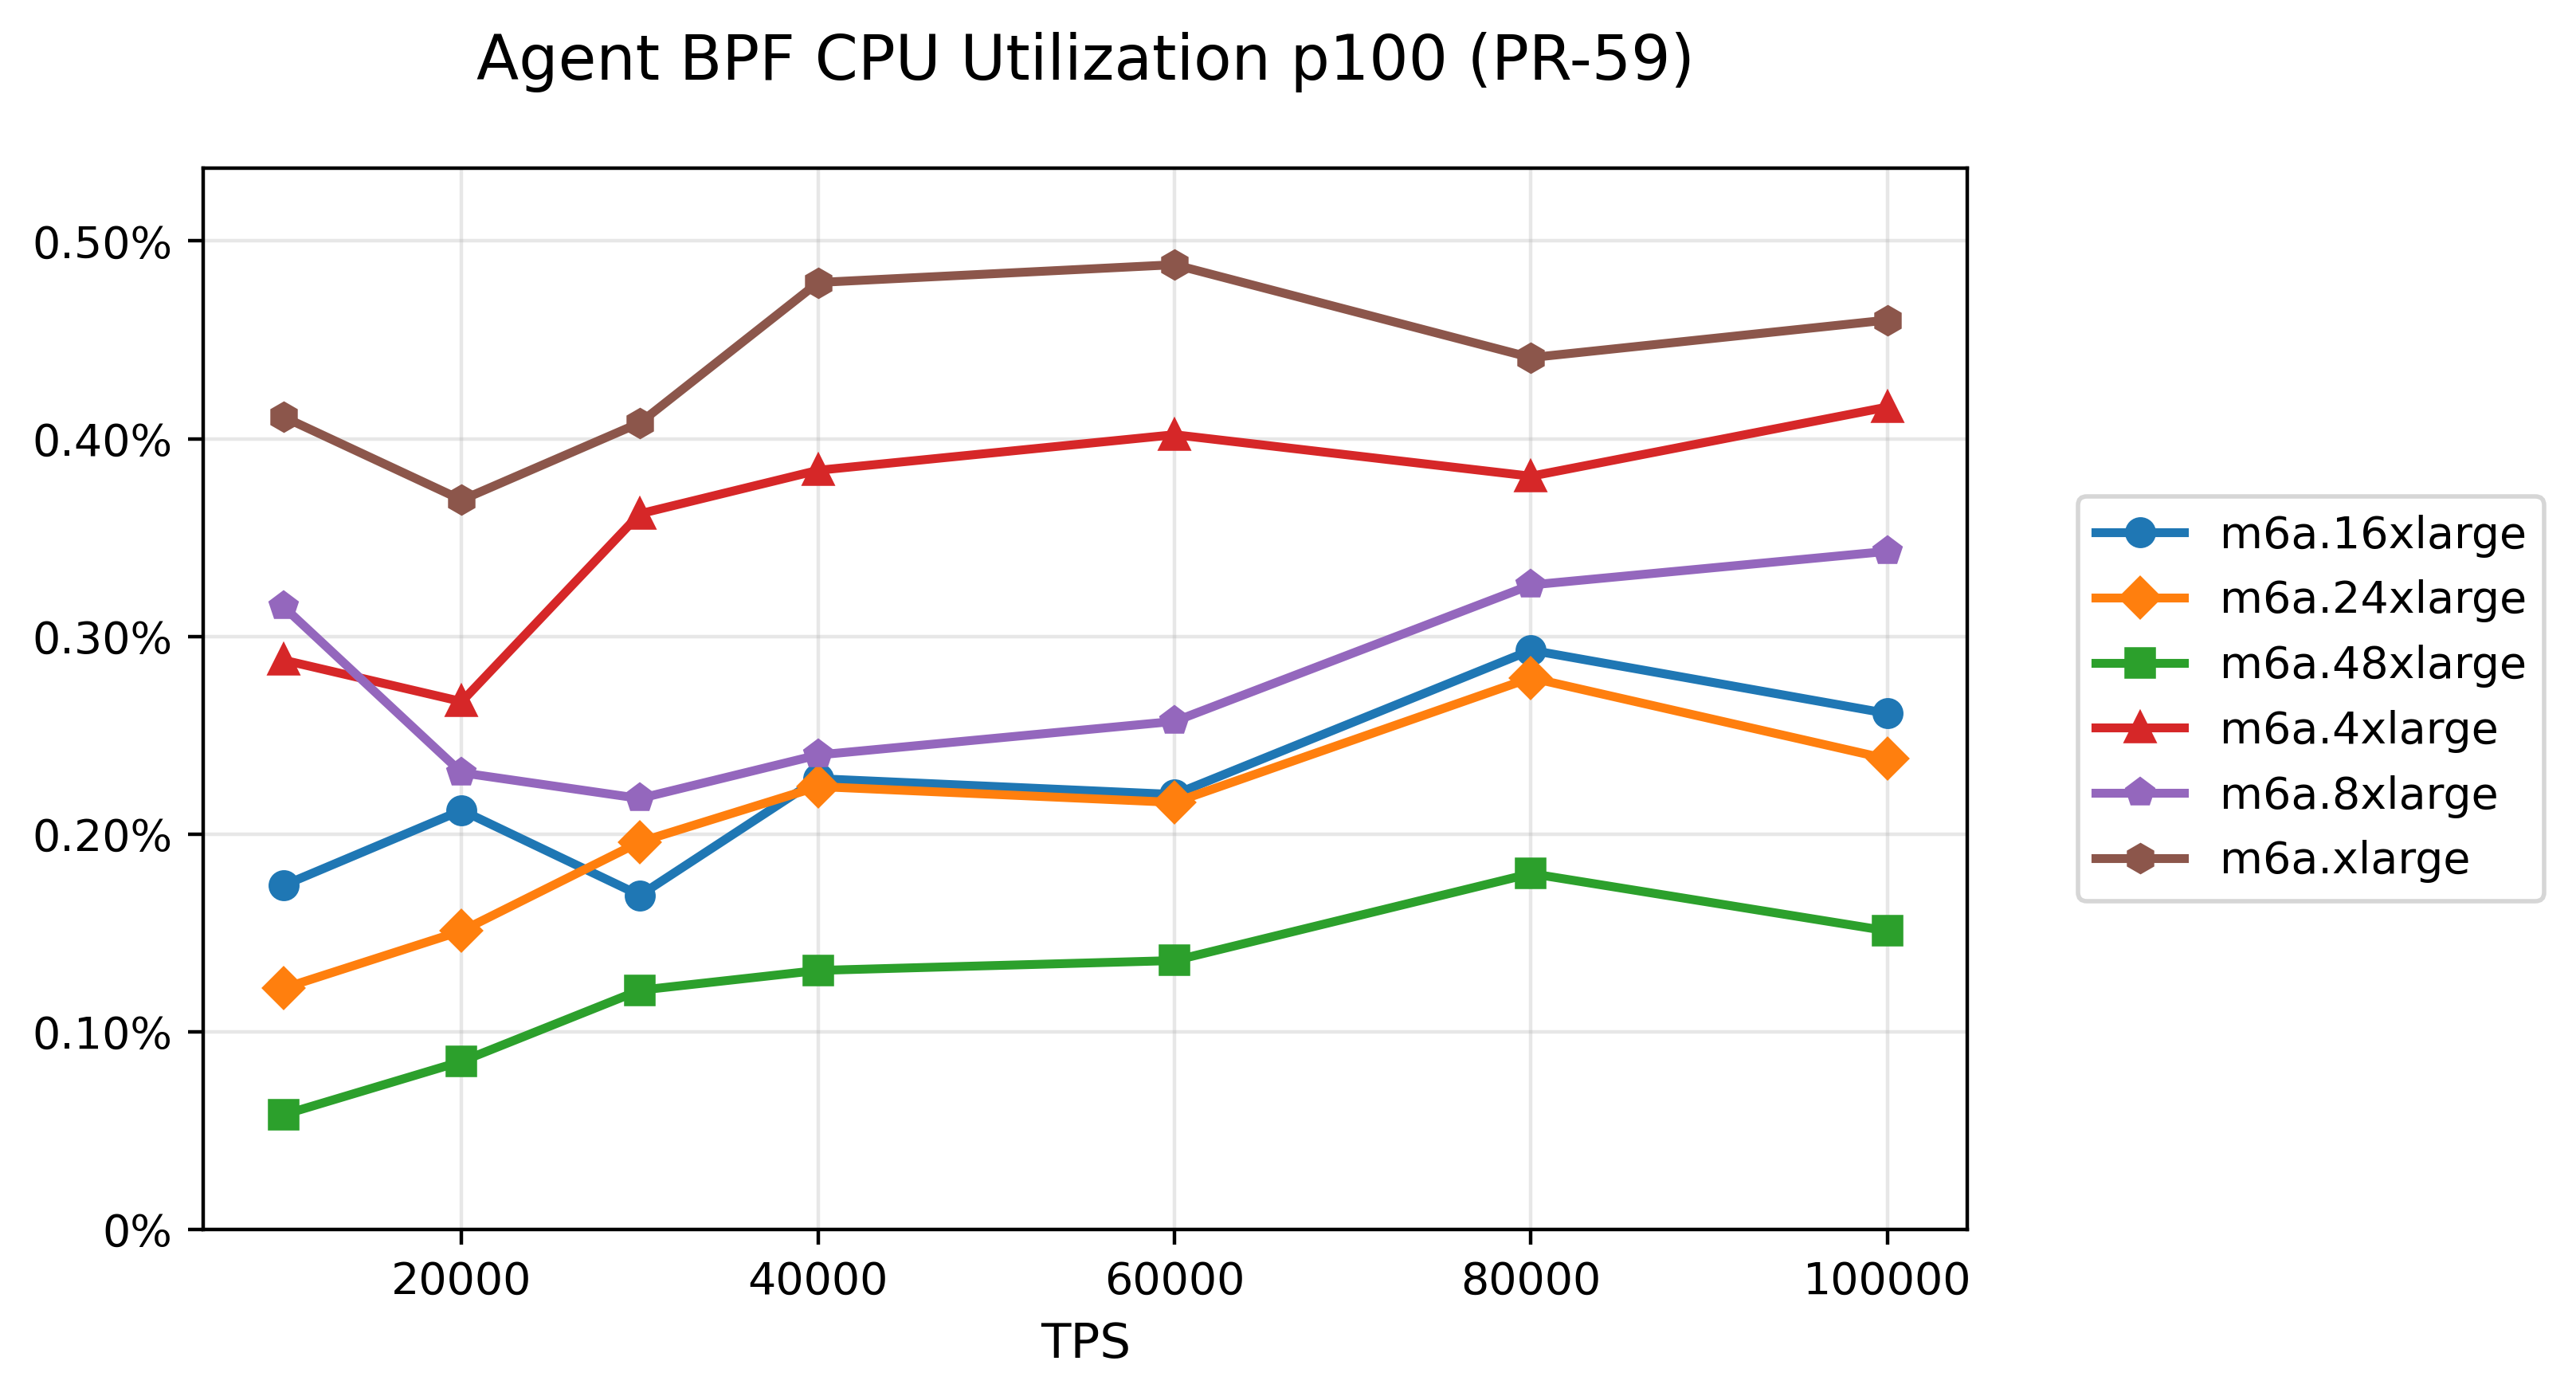 Agent BPF CPU Utilization p100 (PR-59)
0.50%
0.40%
0.30%
0.20%
0.10%
0%
20000 40000 60000 80000 100000
TPS
m6a.16xlarge
m6a.24xlarge
m6a.48xlarge
m6a.4xlarge
m6a.8xlarge
m6a.xlarge